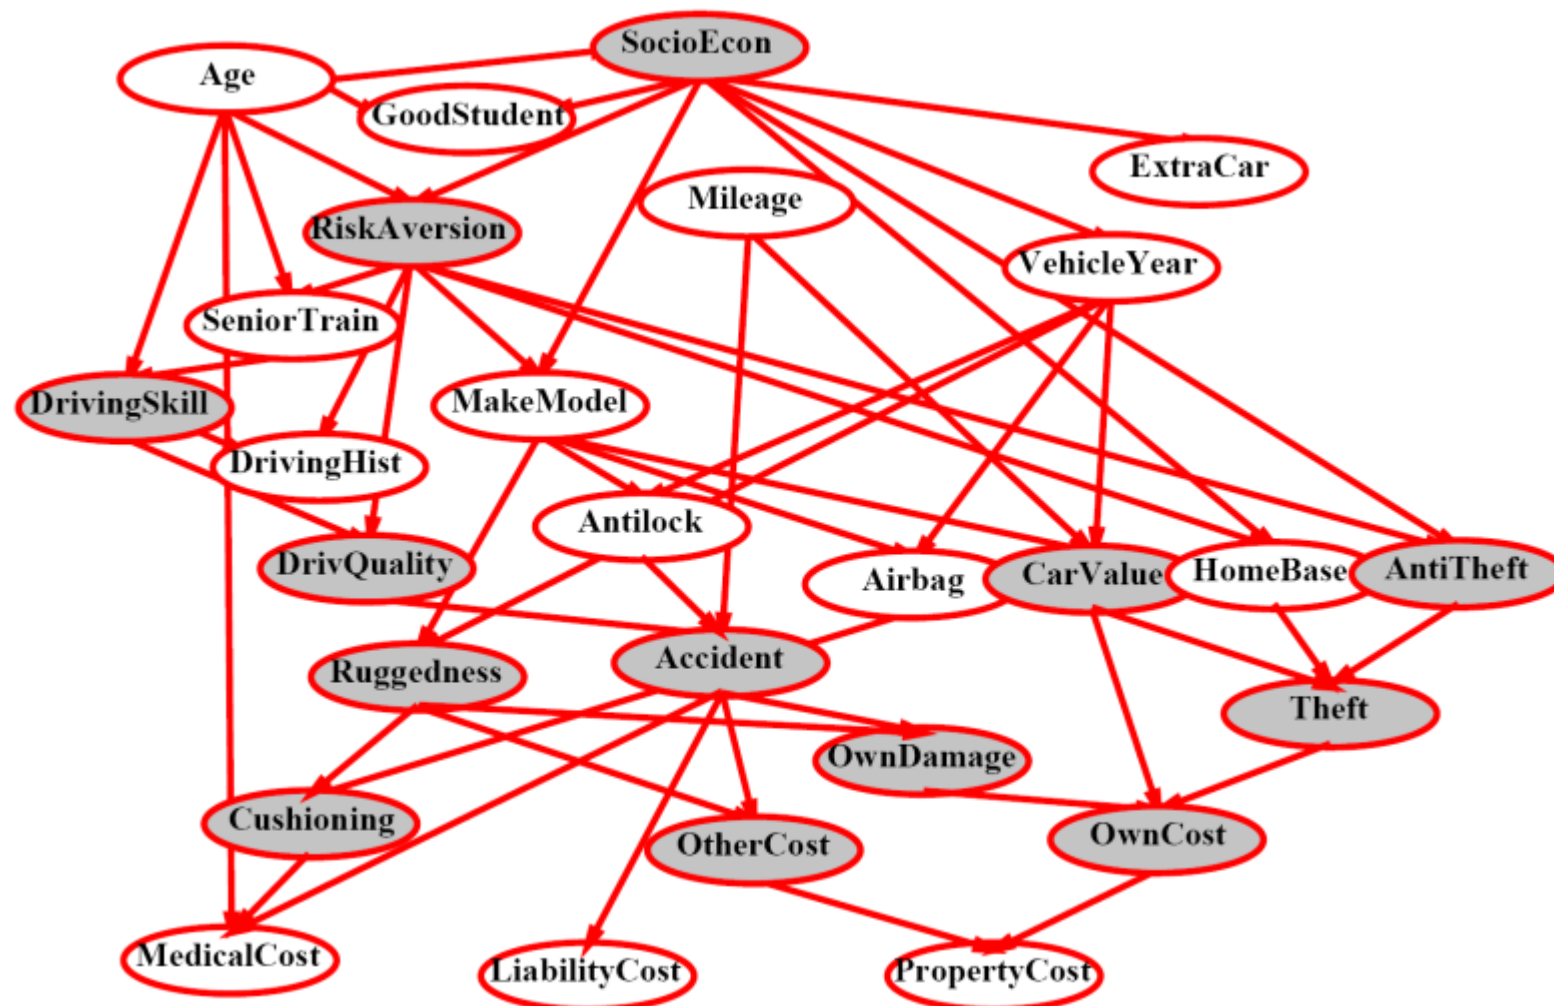 SocioEcon
Age
GoodStudent
ExtraCar
Mileage
RiskAversion
VehicleYear
SeniorTrain
MakeModel
DrivingSkill
DrivingHist
Antilock
DrivQuality
Airbag
CarValue
HomeBase
AntiTheft
Accident
Ruggedness
Theft
OwnDamage
Cushioning
OtherCost
OwnCost
MedicalCost
LiabilityCost
PropertyCost